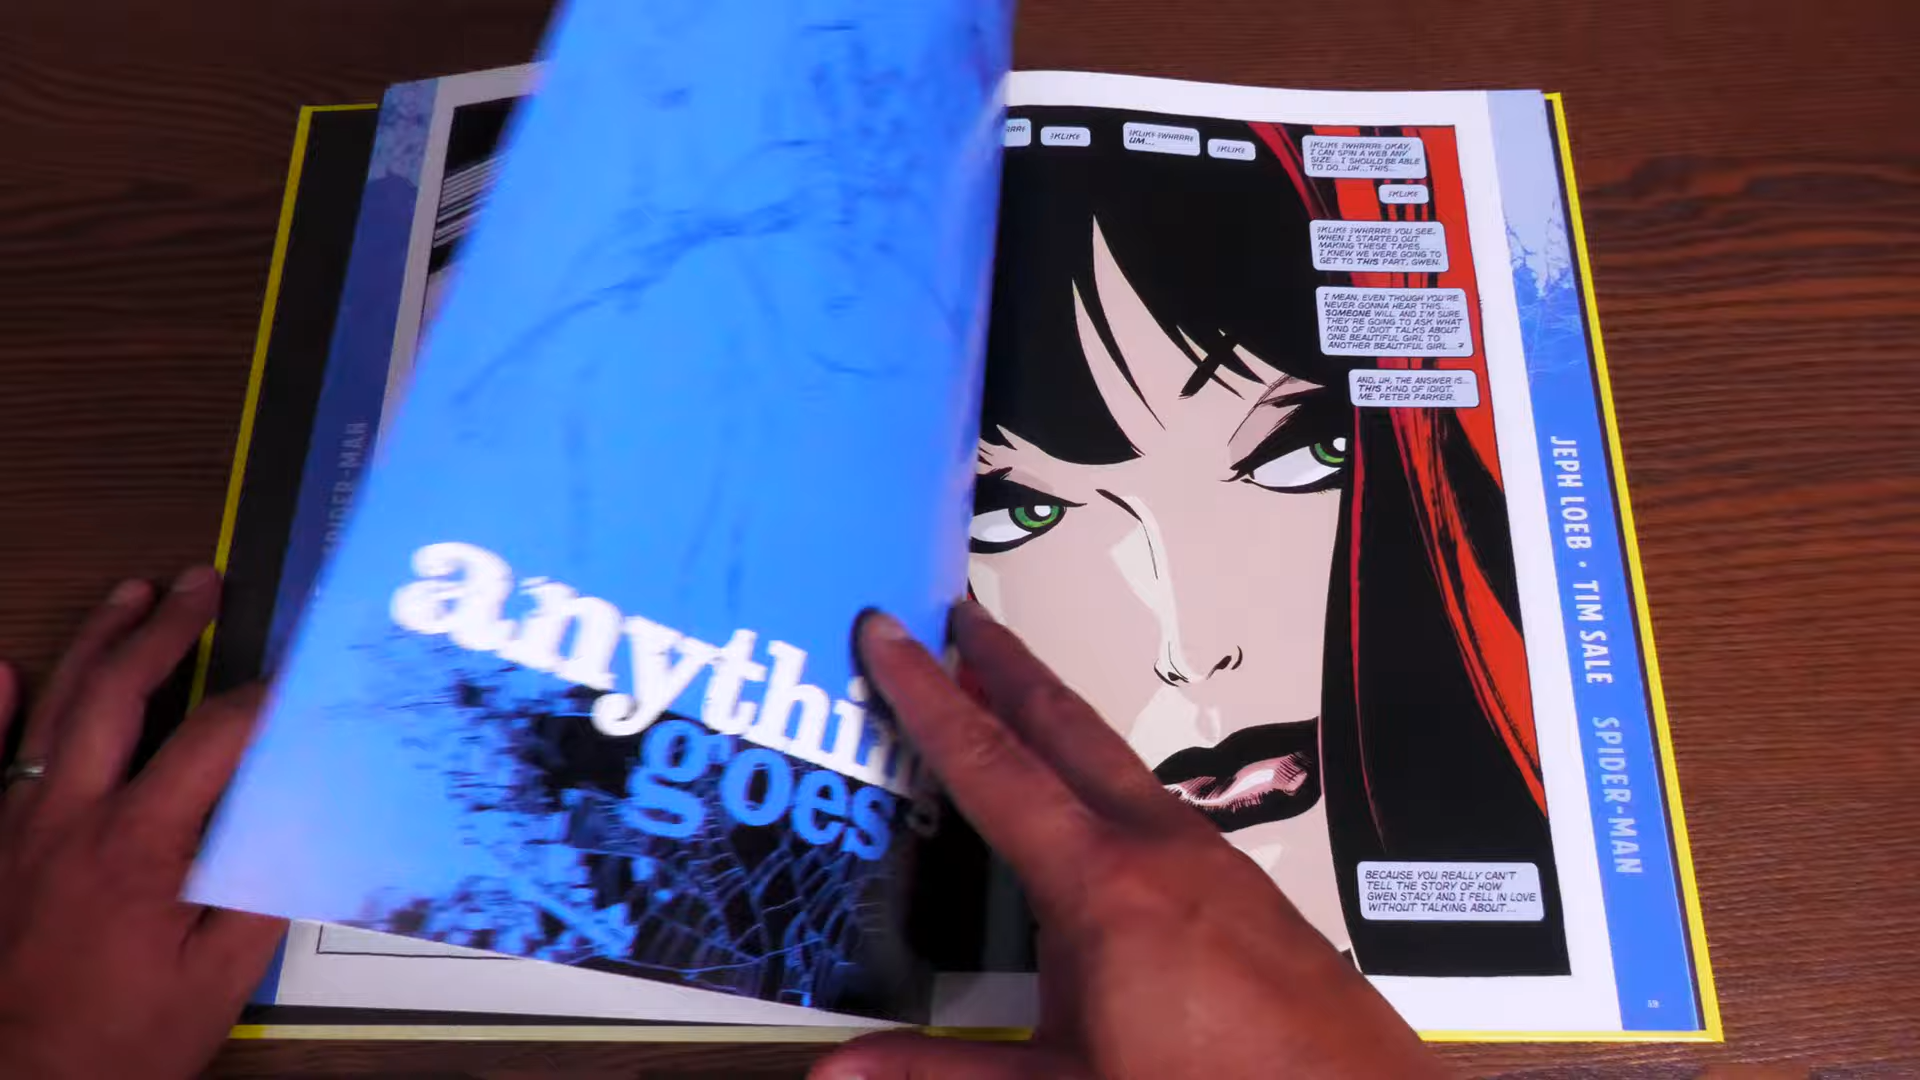 SPIDER-MAN
anythi
goes
KLIK
KLIK WHRRR
UM...
KLIK
KLIK WHRRR OKAY,
I CAN SPIN A WEB ANY
SIZE... I SHOULD BE ABLE
TO DO...UH...THIS...
KLIK
KLIK WHRRR YOU SEE,
WHEN I STARTED OUT
MAKING THESE TAPES...
I KNEW WE WERE GOING TO
GET TO THIS PART, GWEN.
I MEAN, EVEN THOUGH YOU'RE
NEVER GONNA HEAR THIS...
SOMEONE WILL. AND I'M SURE
THEY'RE GOING TO ASK WHAT
KIND OF IDIOT TALKS ABOUT
ONE BEAUTIFUL GIRL TO
ANOTHER BEAUTIFUL GIRL...?
AND, UH, THE ANSWER IS...
THIS KIND OF IDIOT.
ME. PETER PARKER.
BECAUSE YOU REALLY CAN'T
TELL THE STORY OF HOW
GWEN STACY AND I FELL IN LOVE
WITHOUT TALKING ABOUT...
JEPH LOEB • TIM SALE SPIDER-MAN